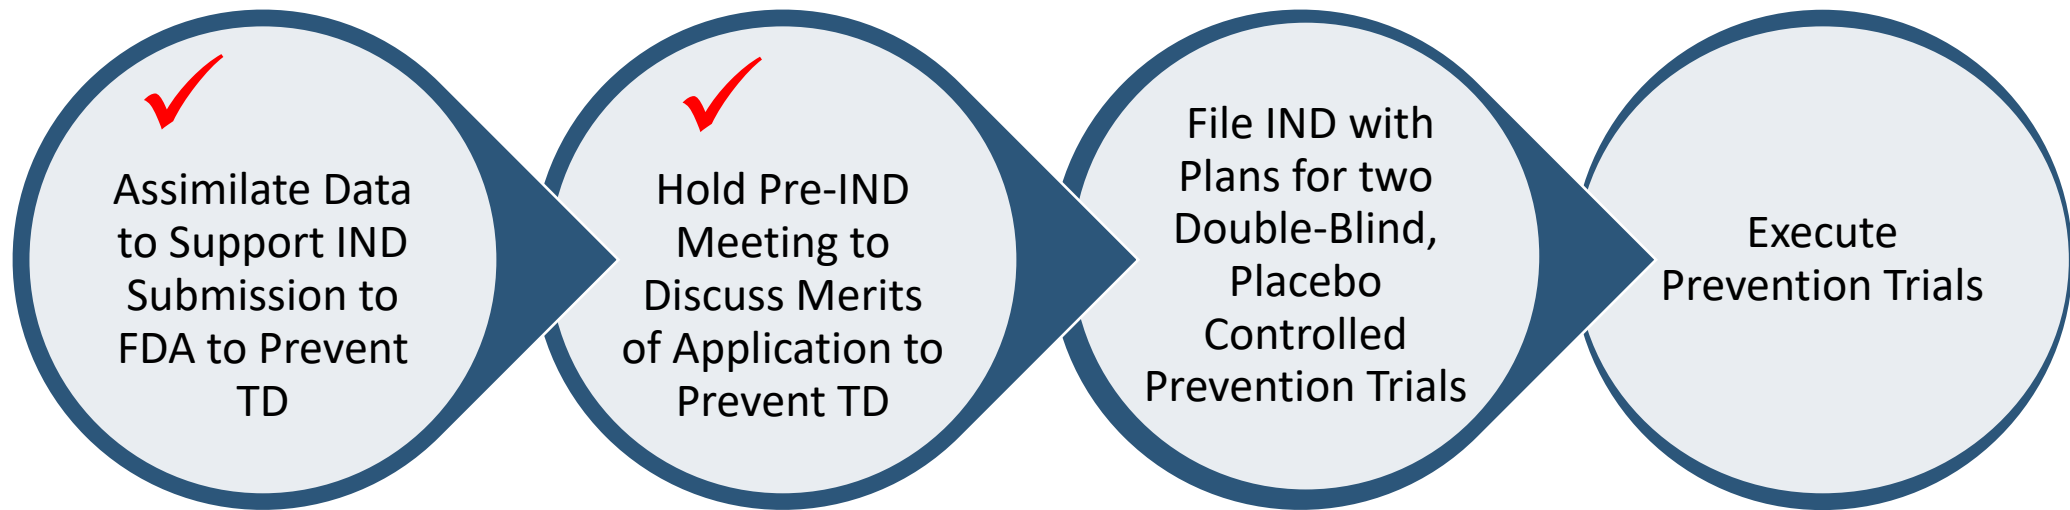 Assimilate Data
to Support IND
Submission to
FDA to Prevent
TD
Hold Pre-IND
Meeting to
Discuss Merits
of Application to
Prevent TD
File IND with
Plans for two
Double-Blind,
Placebo
Controlled
Prevention Trials
Execute
Prevention Trials